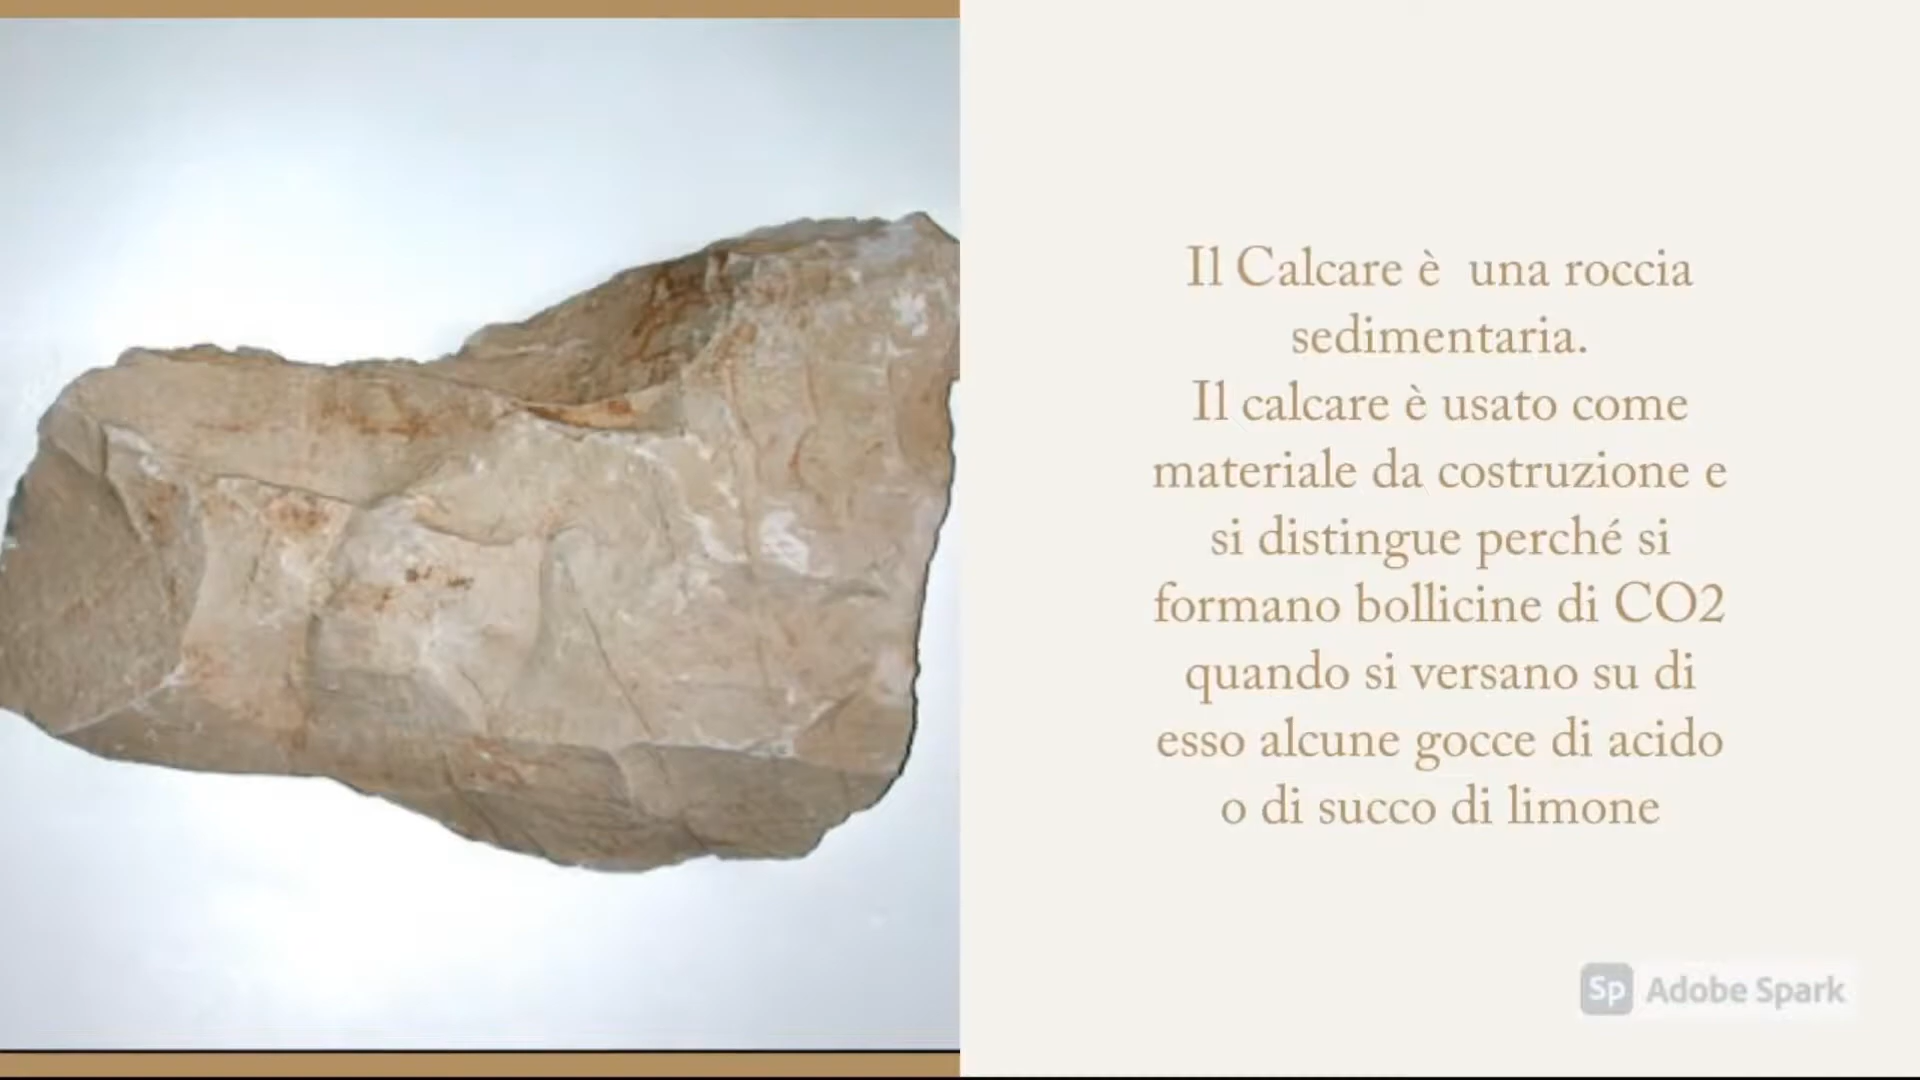 Il Calcare è  una roccia
sedimentaria.
Il calcare è usato come
materiale da costruzione e
si distingue perché si
formano bollicine di CO2
quando si versano su di
esso alcune gocce di acido
o di succo di limone
Sp Adobe Spark